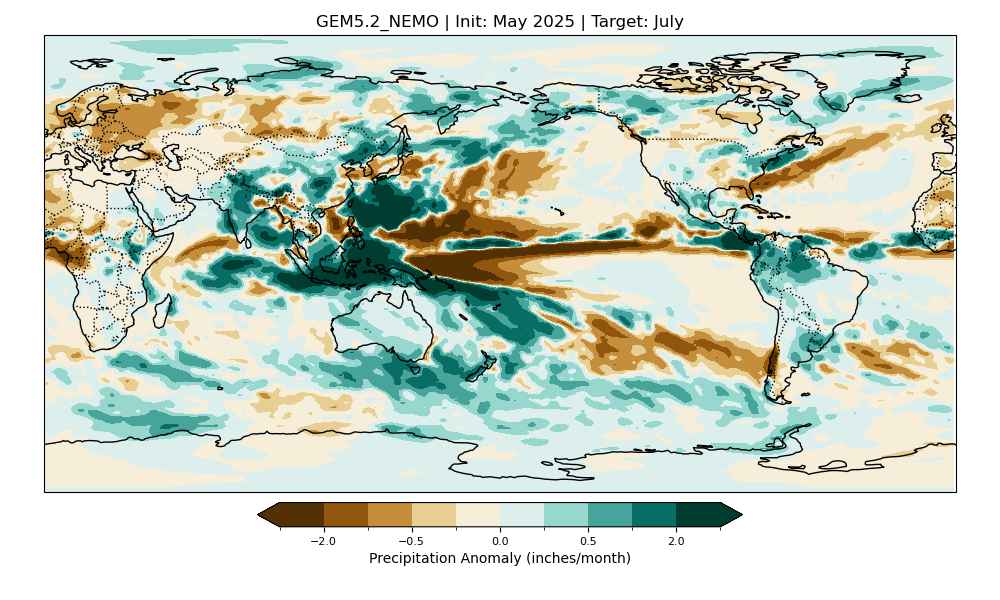 GEM5.2_NEMO | Init: May 2025 | Target: July
−2.0 −0.5 0.0 0.5 2.0
Precipitation Anomaly (inches/month)